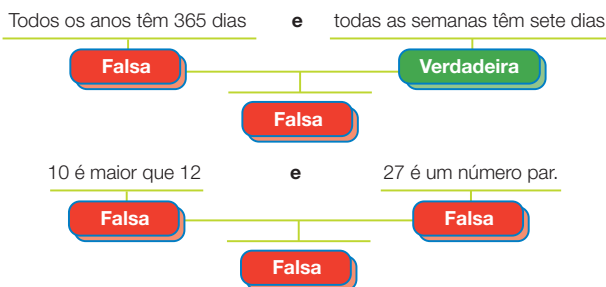 Todos os anos têm 365 dias e todas as semanas têm sete dias
Falsa Verdadeira
Falsa
10 é maior que 12 e 27 é um número par.
Falsa Falsa
Falsa